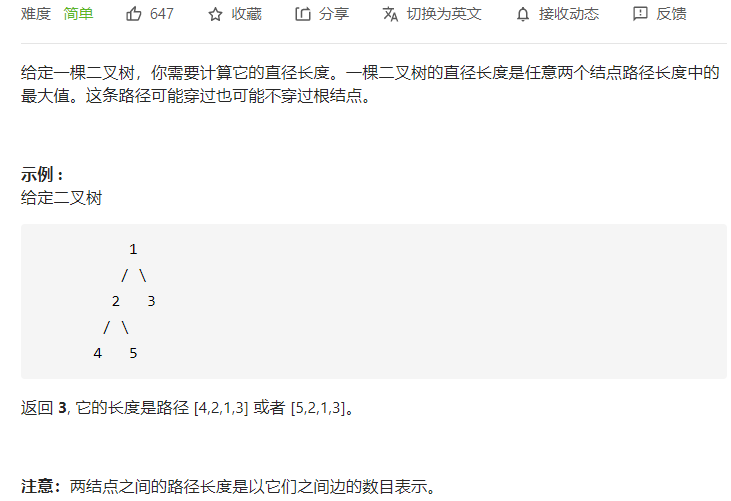 难度 简单 647 收藏 分享 切换为英文 接收动态 反馈
给定一棵二叉树，你需要计算它的直径长度。一棵二叉树的直径长度是任意两个结点路径长度中的
最大值。这条路径可能穿过也可能不穿过根结点。
示例 :
给定二叉树
1
/ \
2 3
/ \
4 5
返回 3, 它的长度是路径 [4,2,1,3] 或者 [5,2,1,3]。
注意：两结点之间的路径长度是以它们之间边的数目表示。